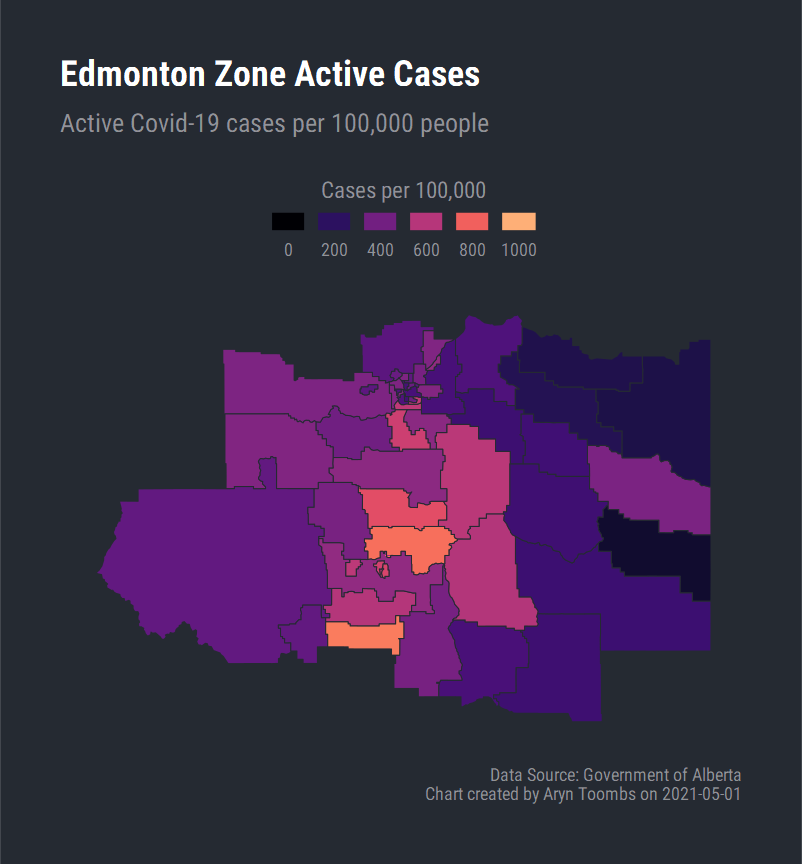 Edmonton Zone Active Cases
Active Covid-19 cases per 100,000 people
Cases per 100,000
0 200 400 600 800 1000
Data Source: Government of Alberta
Chart created by Aryn Toombs on 2021-05-01